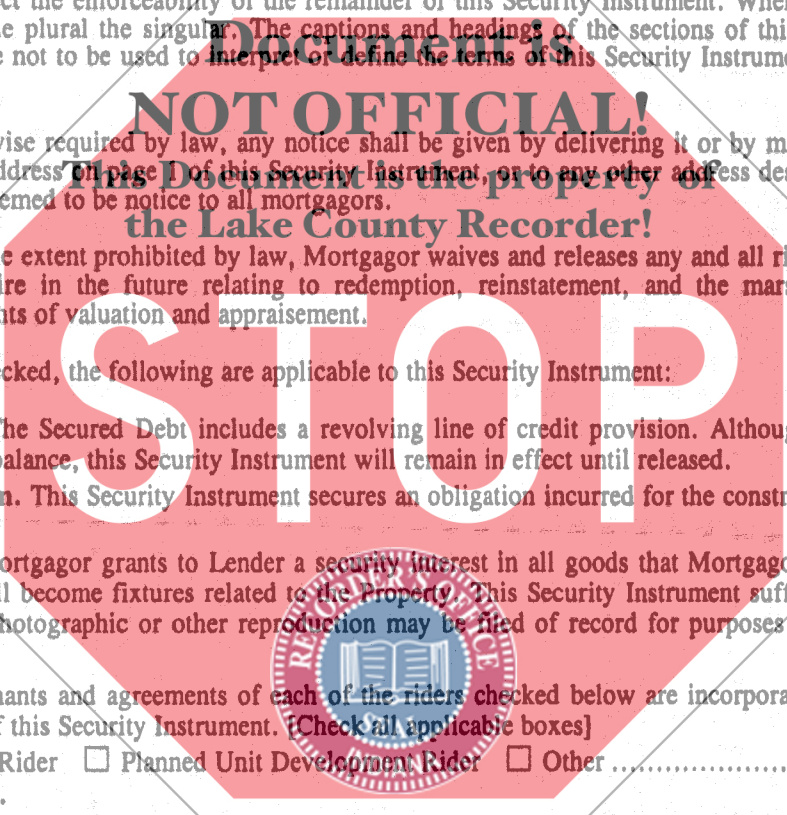 ct the enforceability of the remainder of this Security Instrument. Whe
e plural the singular. The captions and headings of the sections of thi
e not to be used to interpret or define the terms of this Security Instrume
Document is
NOT OFFICIAL!
This Document is the property of
the Lake County Recorder!
vise required by law, any notice shall be given by delivering it or by m
ddress on page 1 of this Security Instrument, or to any other address des
emed to be notice to all mortgagors.
e extent prohibited by law, Mortgagor waives and releases any and all ri
ire in the future relating to redemption, reinstatement, and the mar
nts of valuation and appraisement.
STOP
cked, the following are applicable to this Security Instrument:
he Secured Debt includes a revolving line of credit provision. Althou
balance, this Security Instrument will remain in effect until released.
n. This Security Instrument secures an obligation incurred for the constr
ortgagor grants to Lender a security interest in all goods that Mortgago
ll become fixtures related to the Property. This Security Instrument suff
hotographic or other reproduction may be filed of record for purposes
RECORDER'S OFFICE
SEAL
INDIANA
nants and agreements of each of the riders checked below are incorpora
f this Security Instrument. [Check all applicable boxes]
Rider ☐ Planned Unit Development Rider ☐ Other .....................
.